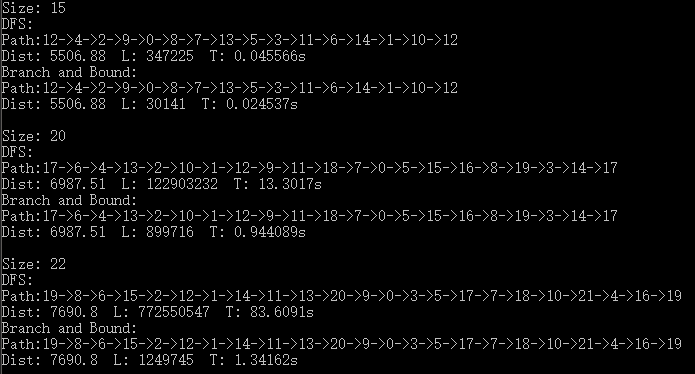 Size: 15
DFS:
Path:12->4->2->9->0->8->7->13->5->3->11->6->14->1->10->12
Dist: 5506.88  L: 347225  T: 0.045566s
Branch and Bound:
Path:12->4->2->9->0->8->7->13->5->3->11->6->14->1->10->12
Dist: 5506.88  L: 30141  T: 0.024537s

Size: 20
DFS:
Path:17->6->4->13->2->10->1->12->9->11->18->7->0->5->15->16->8->19->3->14->17
Dist: 6987.51  L: 122903232  T: 13.3017s
Branch and Bound:
Path:17->6->4->13->2->10->1->12->9->11->18->7->0->5->15->16->8->19->3->14->17
Dist: 6987.51  L: 899716  T: 0.944089s

Size: 22
DFS:
Path:19->8->6->15->2->12->1->14->11->13->20->9->0->3->5->17->7->18->10->21->4->16->19
Dist: 7690.8  L: 772550547  T: 83.6091s
Branch and Bound:
Path:19->8->6->15->2->12->1->14->11->13->20->9->0->3->5->17->7->18->10->21->4->16->19
Dist: 7690.8  L: 1249745  T: 1.34162s